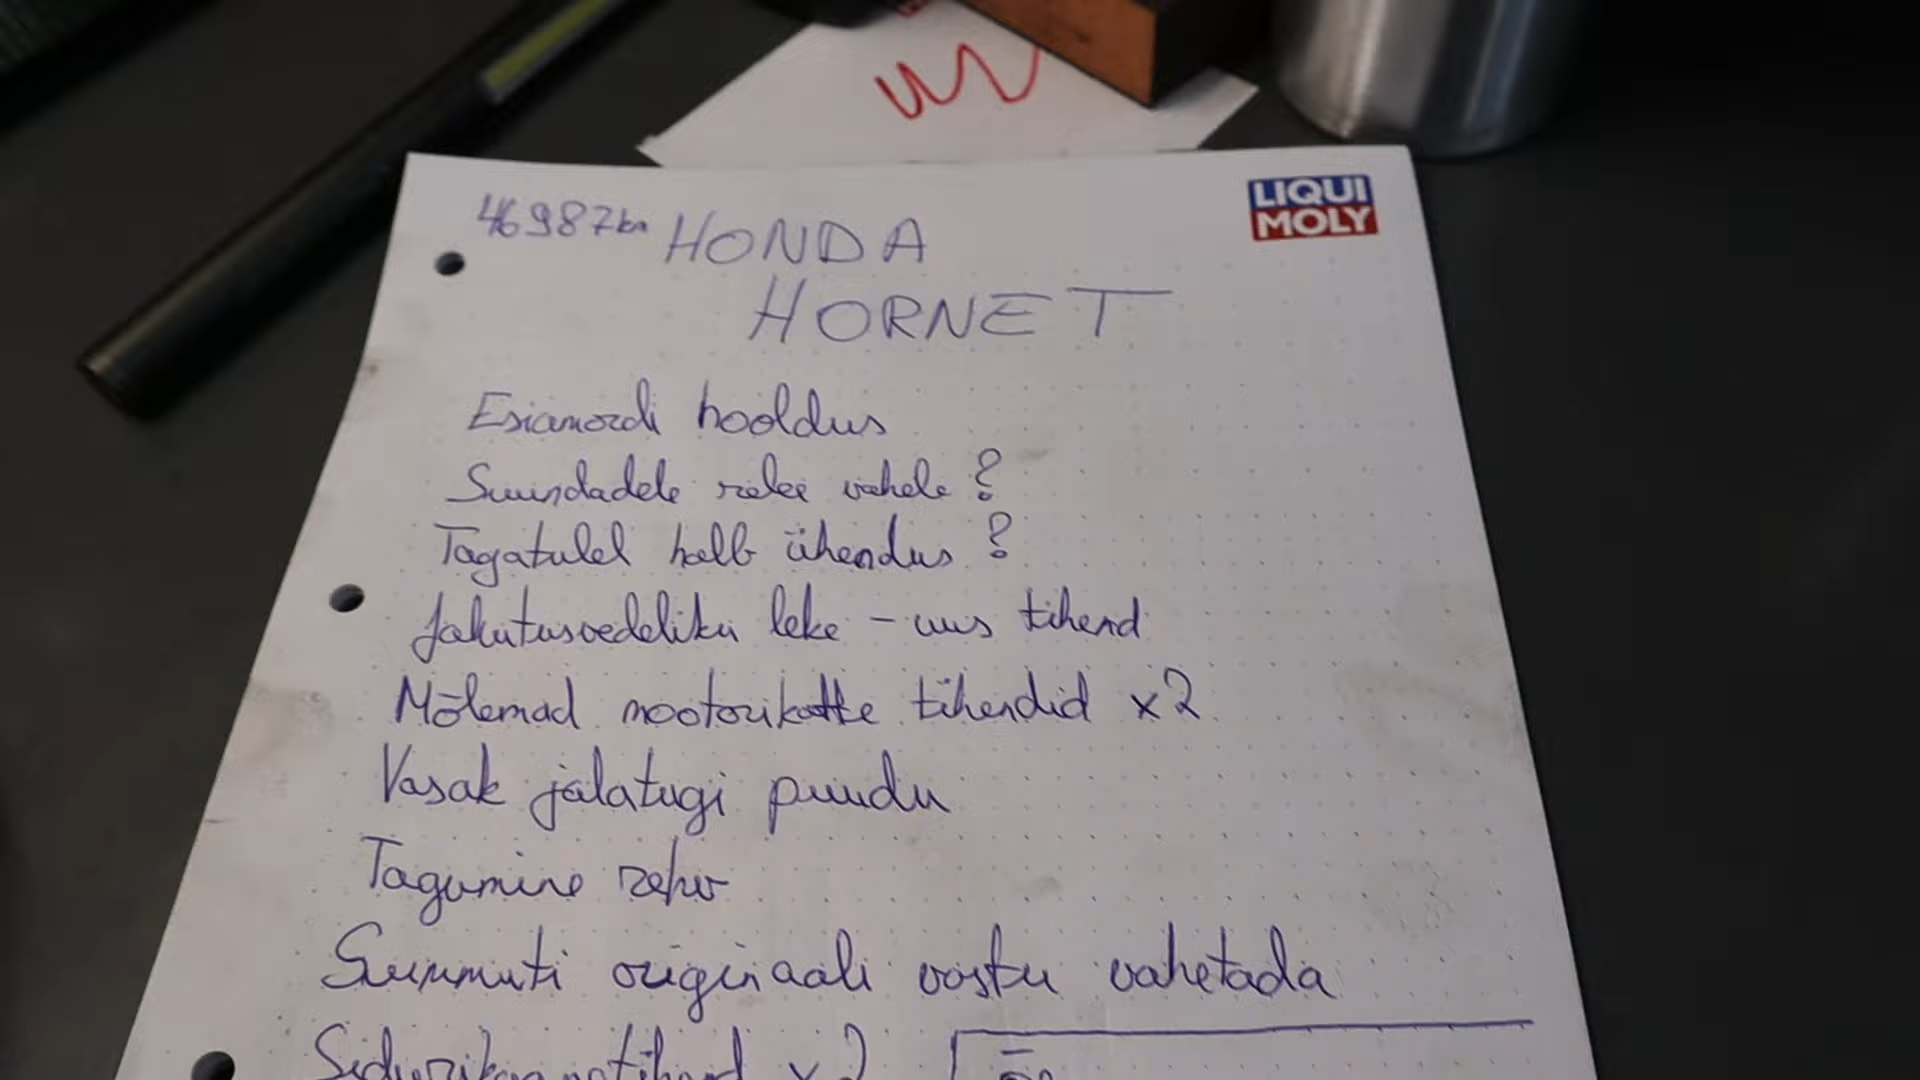 LIQUI
MOLY
46987km HONDA
HORNET
Esiamordi hooldus
Suundadele relee vahele ?
Tagatulel halb ühendus ?
Jahutusvedeliku leke - uus tihend
Mõlemad mootorikatte tihendid x2
Vasak jalatugi puudu
Tagumine rehv
Summuti originaali vastu vahetada
x2